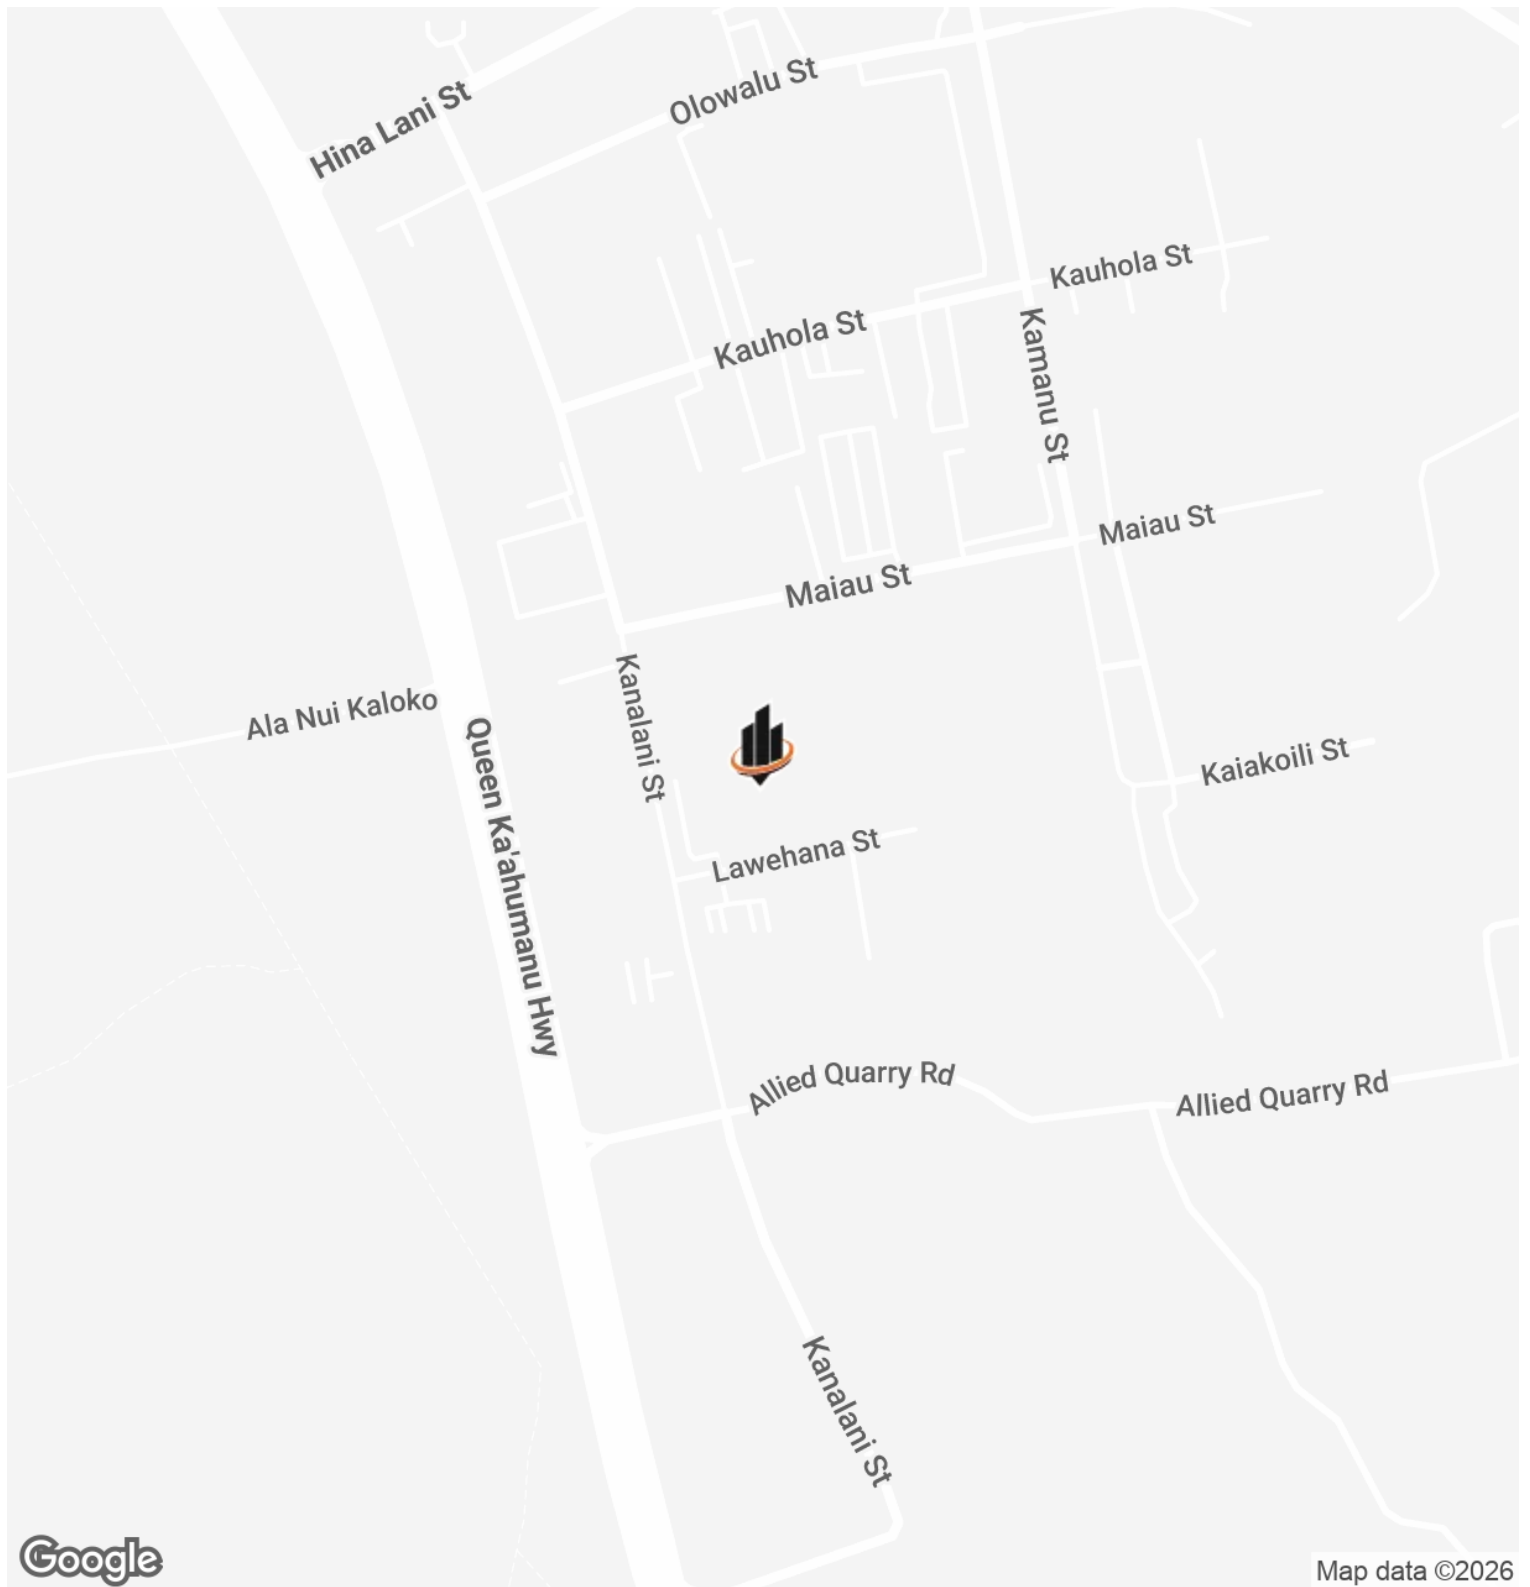 Olowalu St
Hina Lani St
Kauhola St
Kauhola St
Kamanu St
Maiau St
Maiau St
Kanalani St
Ala Nui Kaloko
Queen Ka'ahumanu Hwy
Kaiakoili St
Lawehana St
Allied Quarry Rd
Allied Quarry Rd
Kanalani St
Google
Map data ©2026